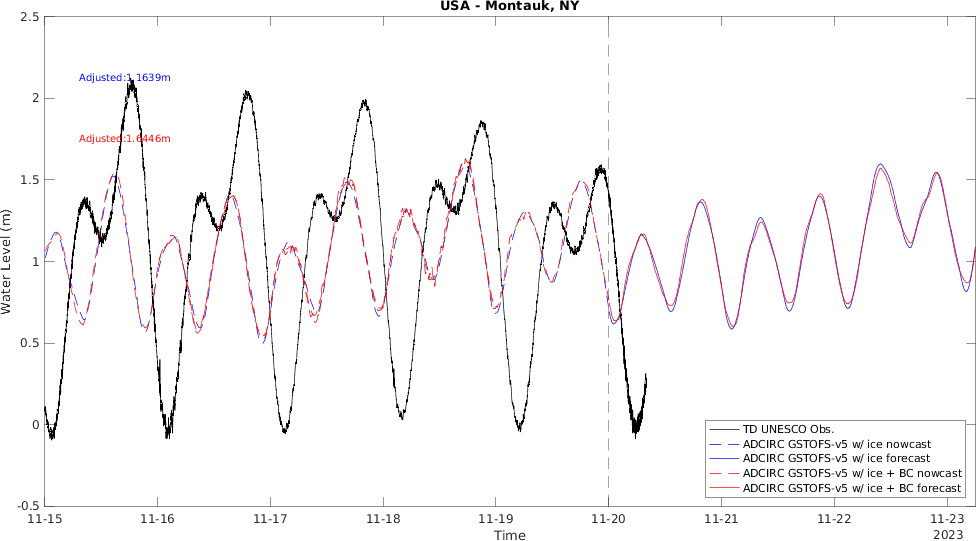 USA - Montauk, NY
2.5
2
1.5
1
0.5
0
-0.5
Water Level (m)
Adjusted:1.1639m
Adjusted:1.6446m
TD UNESCO Obs.
ADCIRC GSTOFS-v5 w/ ice nowcast
ADCIRC GSTOFS-v5 w/ ice forecast
ADCIRC GSTOFS-v5 w/ ice + BC nowcast
ADCIRC GSTOFS-v5 w/ ice + BC forecast
11-15 11-16 11-17 11-18 11-19 11-20 11-21 11-22 11-23
Time
2023